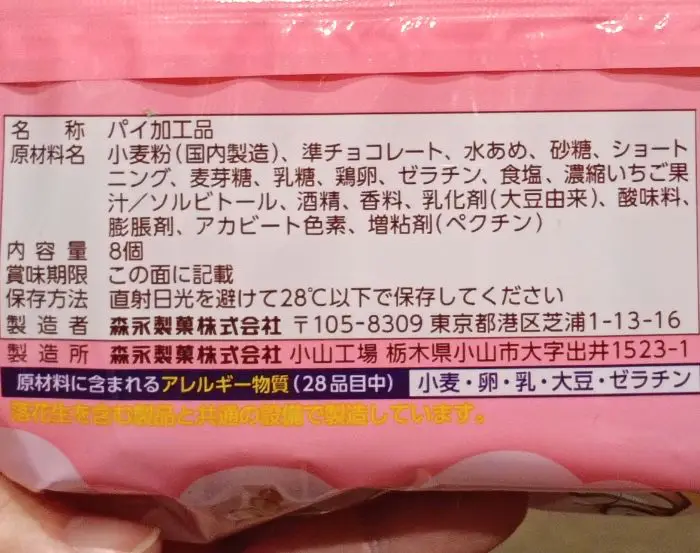 名称 パイ加工品
原材料名 小麦粉(国内製造)、準チョコレート、水あめ、砂糖、ショート
ニング、麦芽糖、乳糖、鶏卵、ゼラチン、食塩、濃縮いちご果
汁/ソルビトール、酒精、香料、乳化剤(大豆由来)、酸味料、
膨脹剤、アカビート色素、増粘剤(ペクチン)
内容量 8個
賞味期限 この面に記載
保存方法 直射日光を避けて28℃以下で保存してください
製造者 森永製菓株式会社 〒105-8309 東京都港区芝浦1-13-16
製造所 森永製菓株式会社 小山工場 栃木県小山市大字出井1523-1
原材料に含まれるアレルギー物質(28品目中) 小麦・卵・乳・大豆・ゼラチン
落花生を含む製品と共通の設備で製造しています。